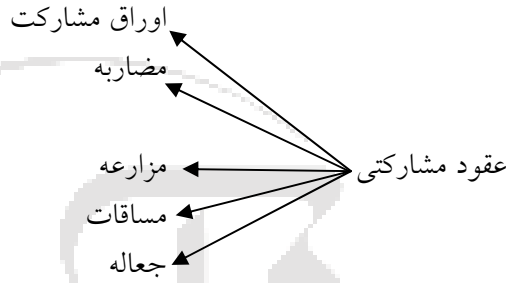 اوراق مشارکت
مضاربه
عقود مشارکتی
مزارعه
مساقات
جعاله